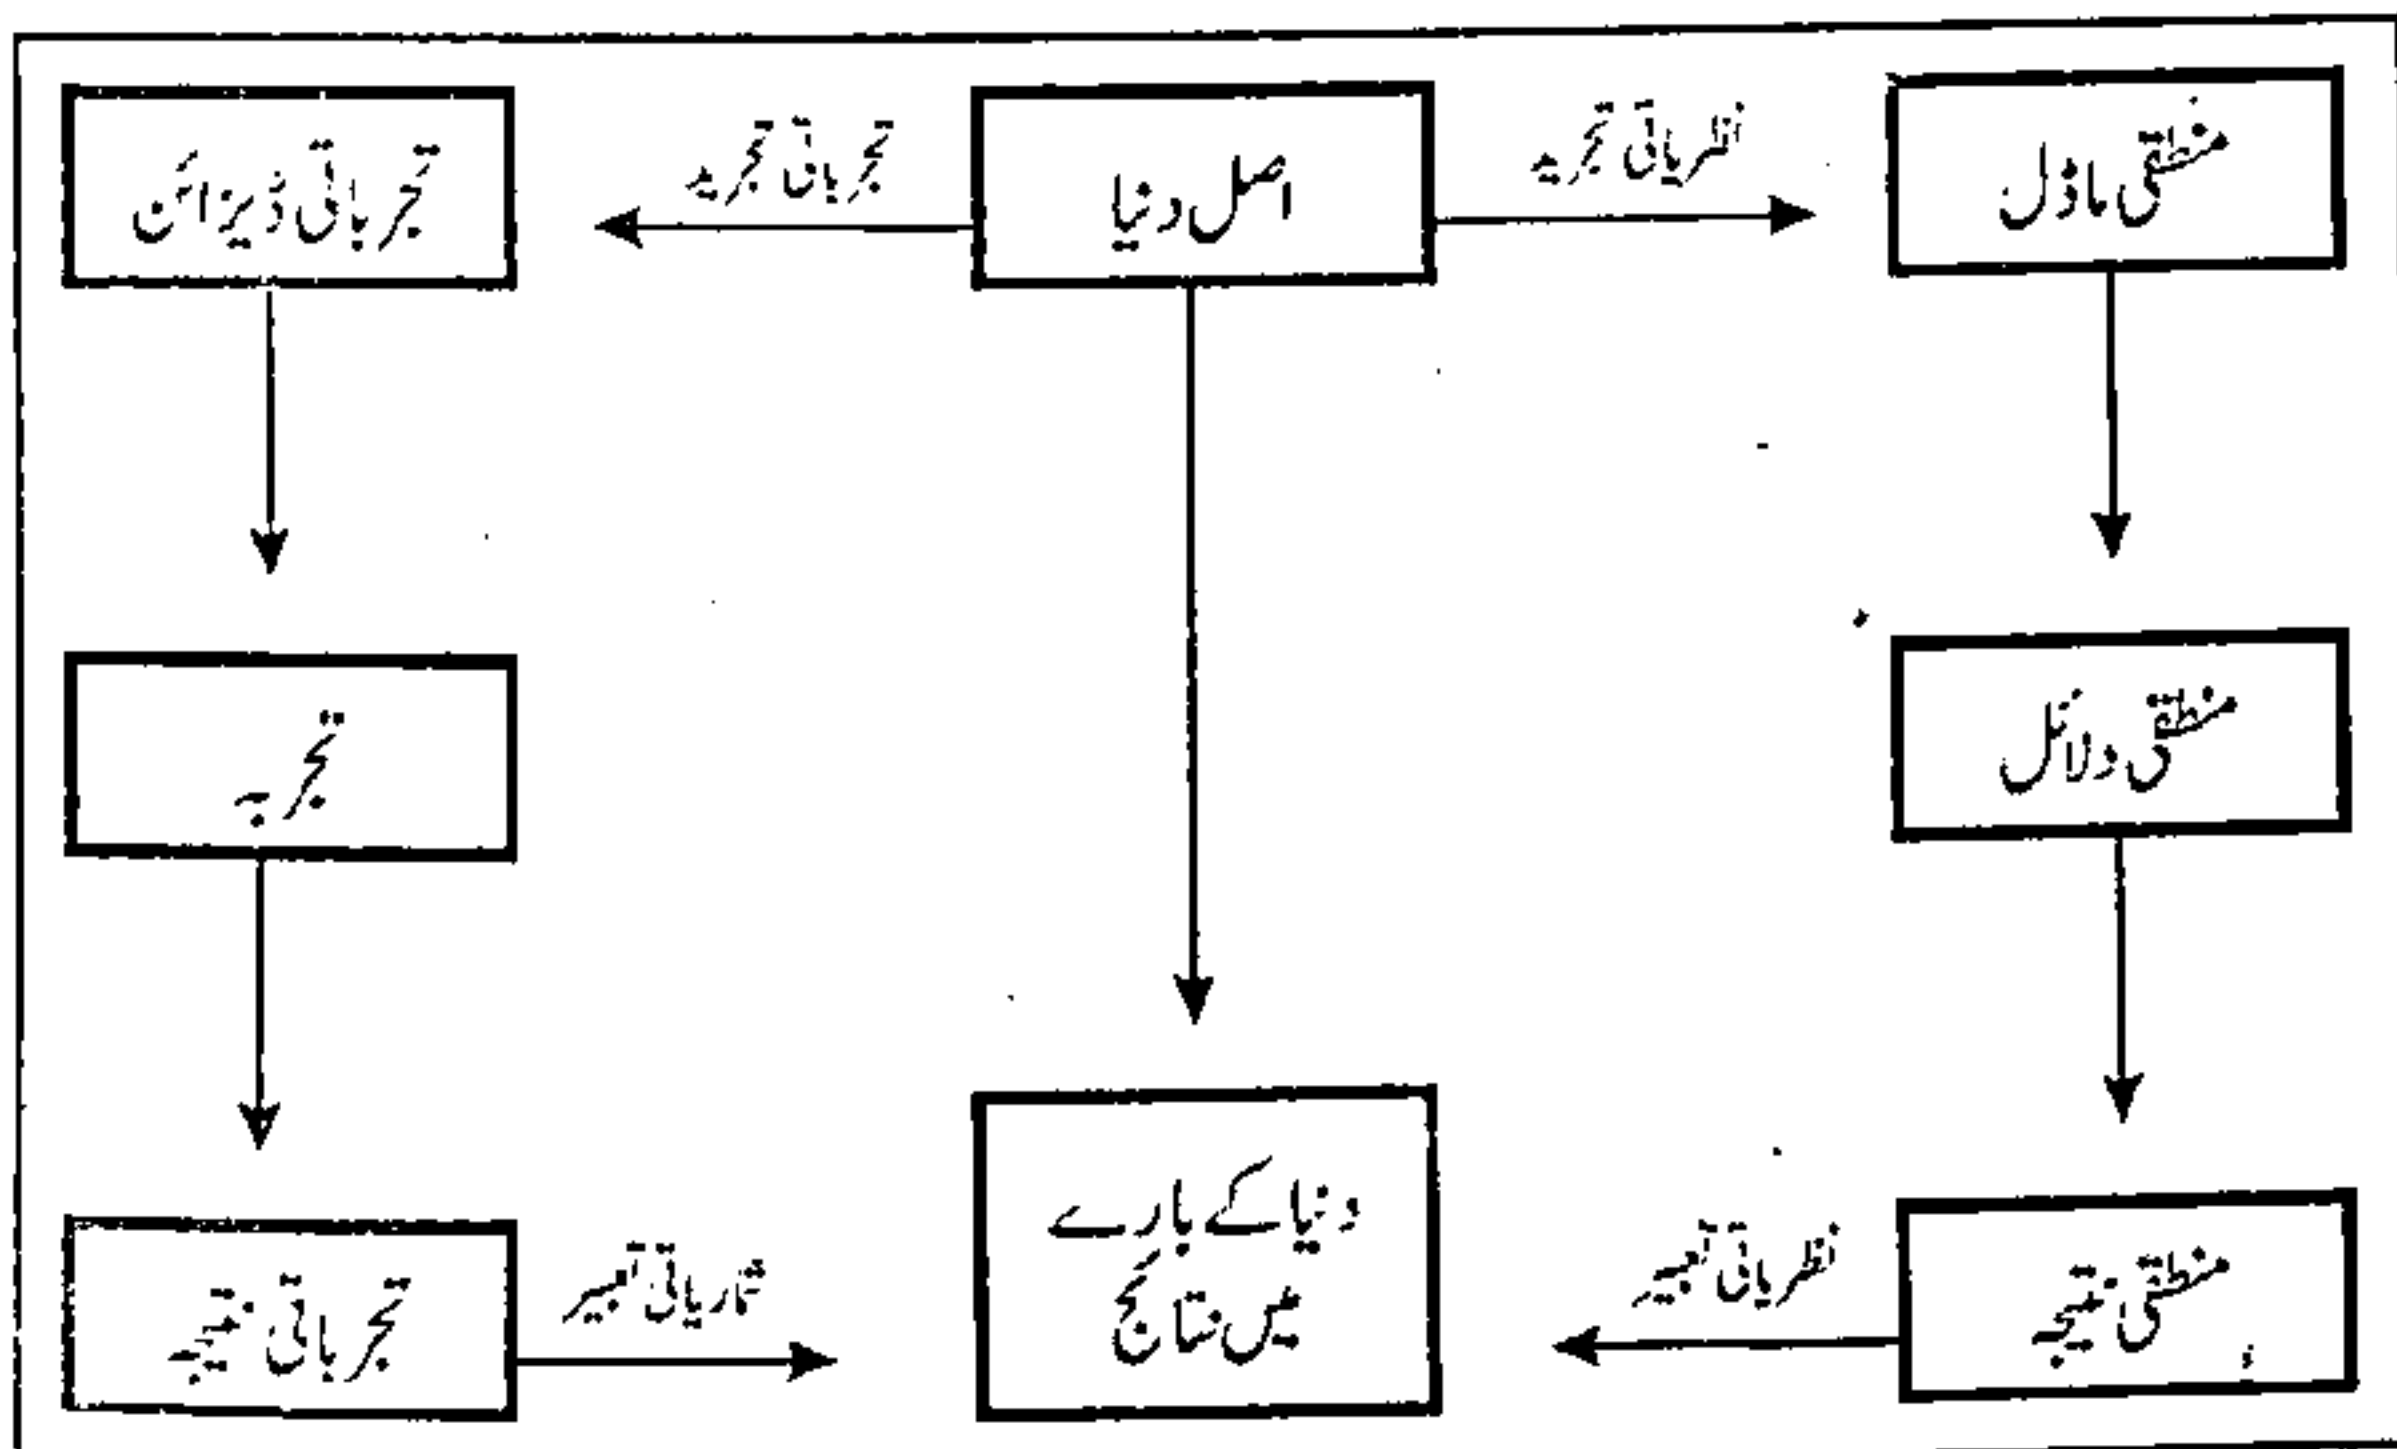 منطقی ماڈل
نظریاتی تجرید
اصل دنیا
تجرباتی تجرید
تجرباتی ڈیزائن
منطقی دلائل
تجربہ
منطقی نتیجہ
نظریاتی تعبیر
دنیا کے بارے
میں نتائج
شماریاتی تعبیر
تجرباتی نتیجہ